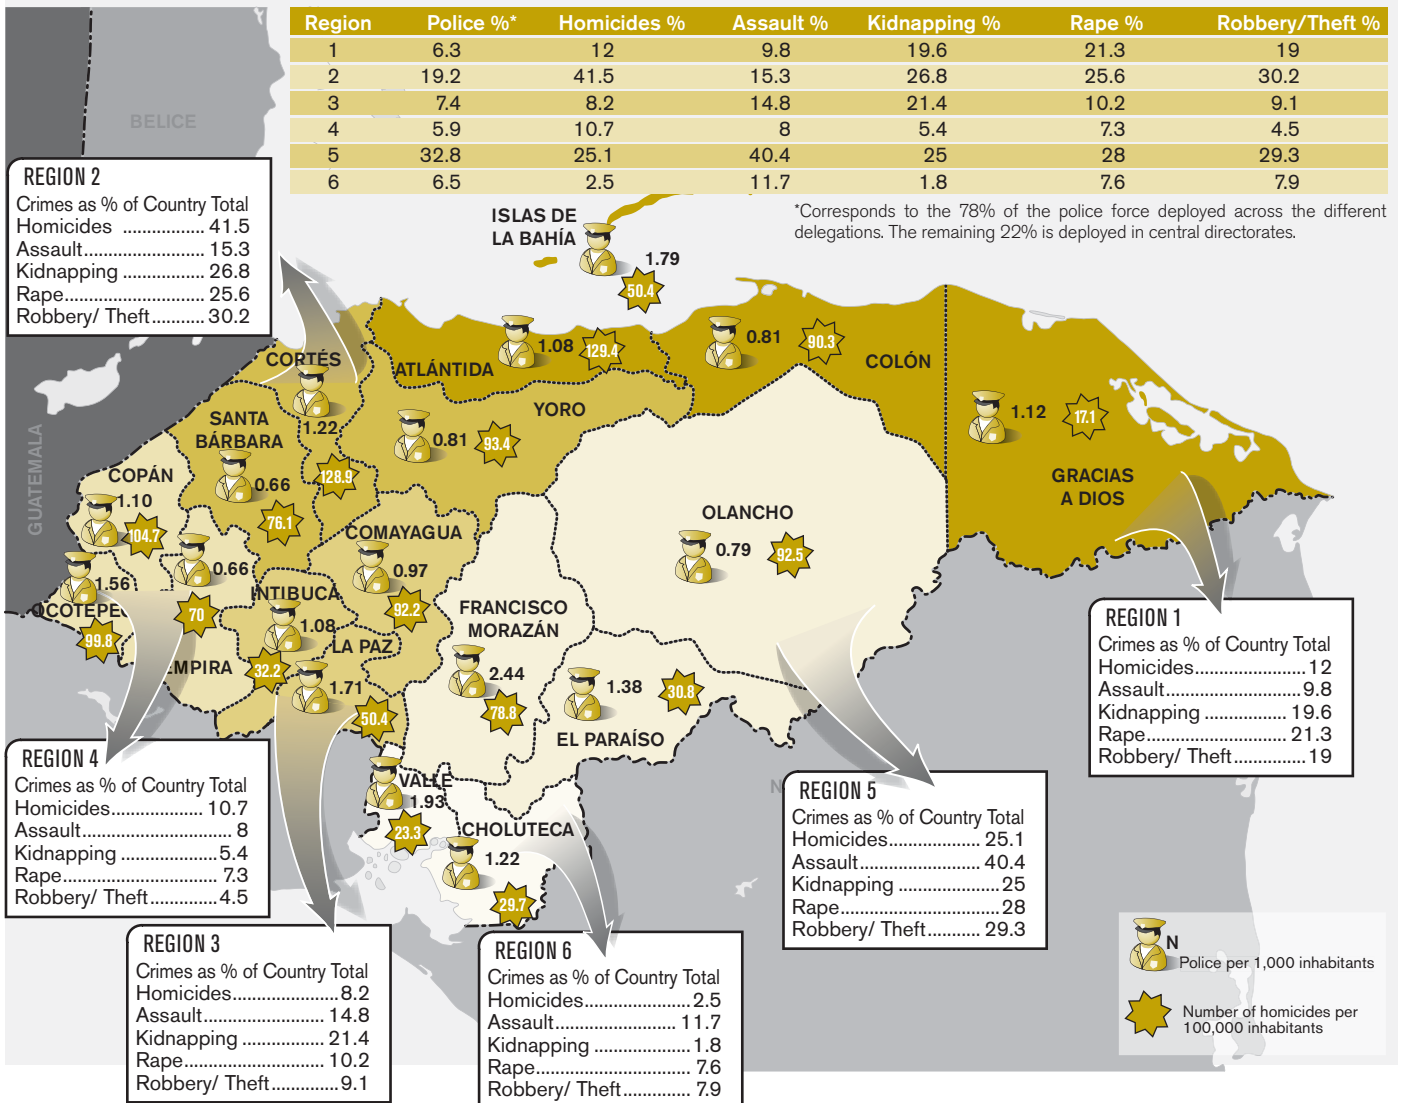 Region Police %* Homicides % Assault % Kidnapping % Rape % Robbery/Theft %
1 6.3 12 9.8 19.6 21.3 19
2 19.2 41.5 15.3 26.8 25.6 30.2
3 7.4 8.2 14.8 21.4 10.2 9.1
4 5.9 10.7 8 5.4 7.3 4.5
5 32.8 25.1 40.4 25 28 29.3
6 6.5 2.5 11.7 1.8 7.6 7.9
*Corresponds to the 78% of the police force deployed across the different
delegations. The remaining 22% is deployed in central directorates.
BELICE
REGION 2
Crimes as % of Country Total
Homicides ................. 41.5
Assault......................... 15.3
Kidnapping ................. 26.8
Rape............................. 25.6
Robbery/ Theft........... 30.2
ISLAS DE
LA BAHÍA
1.79
50.4
CORTÉS
1.22
128.9
ATLÁNTIDA
1.08
129.4
0.81
90.3
COLÓN
SANTA
BÁRBARA
0.66
76.1
YORO
0.81
93.4
1.12
17.1
GRACIAS
A DIOS
GUATEMALA
COPÁN
1.10
104.7
COMAYAGUA
0.97
92.2
OLANCHO
0.79
92.5
1.56
OCOTEPE
99.8
0.66
70
EMPIRA
INTIBUCÁ
1.08
32.2
LA PAZ
1.71
50.4
FRANCISCO
MORAZÁN
2.44
78.8
1.38
30.8
EL PARAÍSO
VALLE
1.93
23.3
CHOLUTECA
1.22
29.7
N
REGION 1
Crimes as % of Country Total
Homicides.......................12
Assault............................9.8
Kidnapping ................. 19.6
Rape............................. 21.3
Robbery/ Theft...............19
REGION 4
Crimes as % of Country Total
Homicides................... 10.7
Assault...............................8
Kidnapping ....................5.4
Rape................................7.3
Robbery/ Theft..............4.5
REGION 5
Crimes as % of Country Total
Homicides................... 25.1
Assault......................... 40.4
Kidnapping .....................25
Rape.................................28
Robbery/ Theft........... 29.3
REGION 3
Crimes as % of Country Total
Homicides......................8.2
Assault......................... 14.8
Kidnapping ................. 21.4
Rape............................. 10.2
Robbery/ Theft..............9.1
REGION 6
Crimes as % of Country Total
Homicides......................2.5
Assault......................... 11.7
Kidnapping ....................1.8
Rape................................7.6
Robbery/ Theft.............. 7.9
N
Police per 1,000 inhabitants
Number of homicides per
100,000 inhabitants